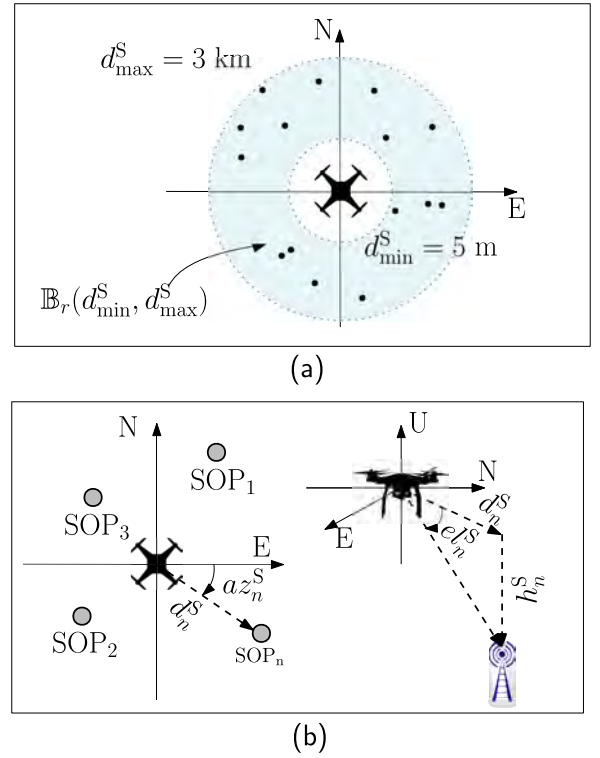 N
d^S_max = 3 km
E
d^S_min = 5 m
𝔹_r(d^S_min, d^S_max)
(a)
N
U
SOP_1
N
SOP_3
d^S_n
E
el^S_n
E
az^S_n
d^S_n
h^S_n
SOP_2
SOP_n
(b)